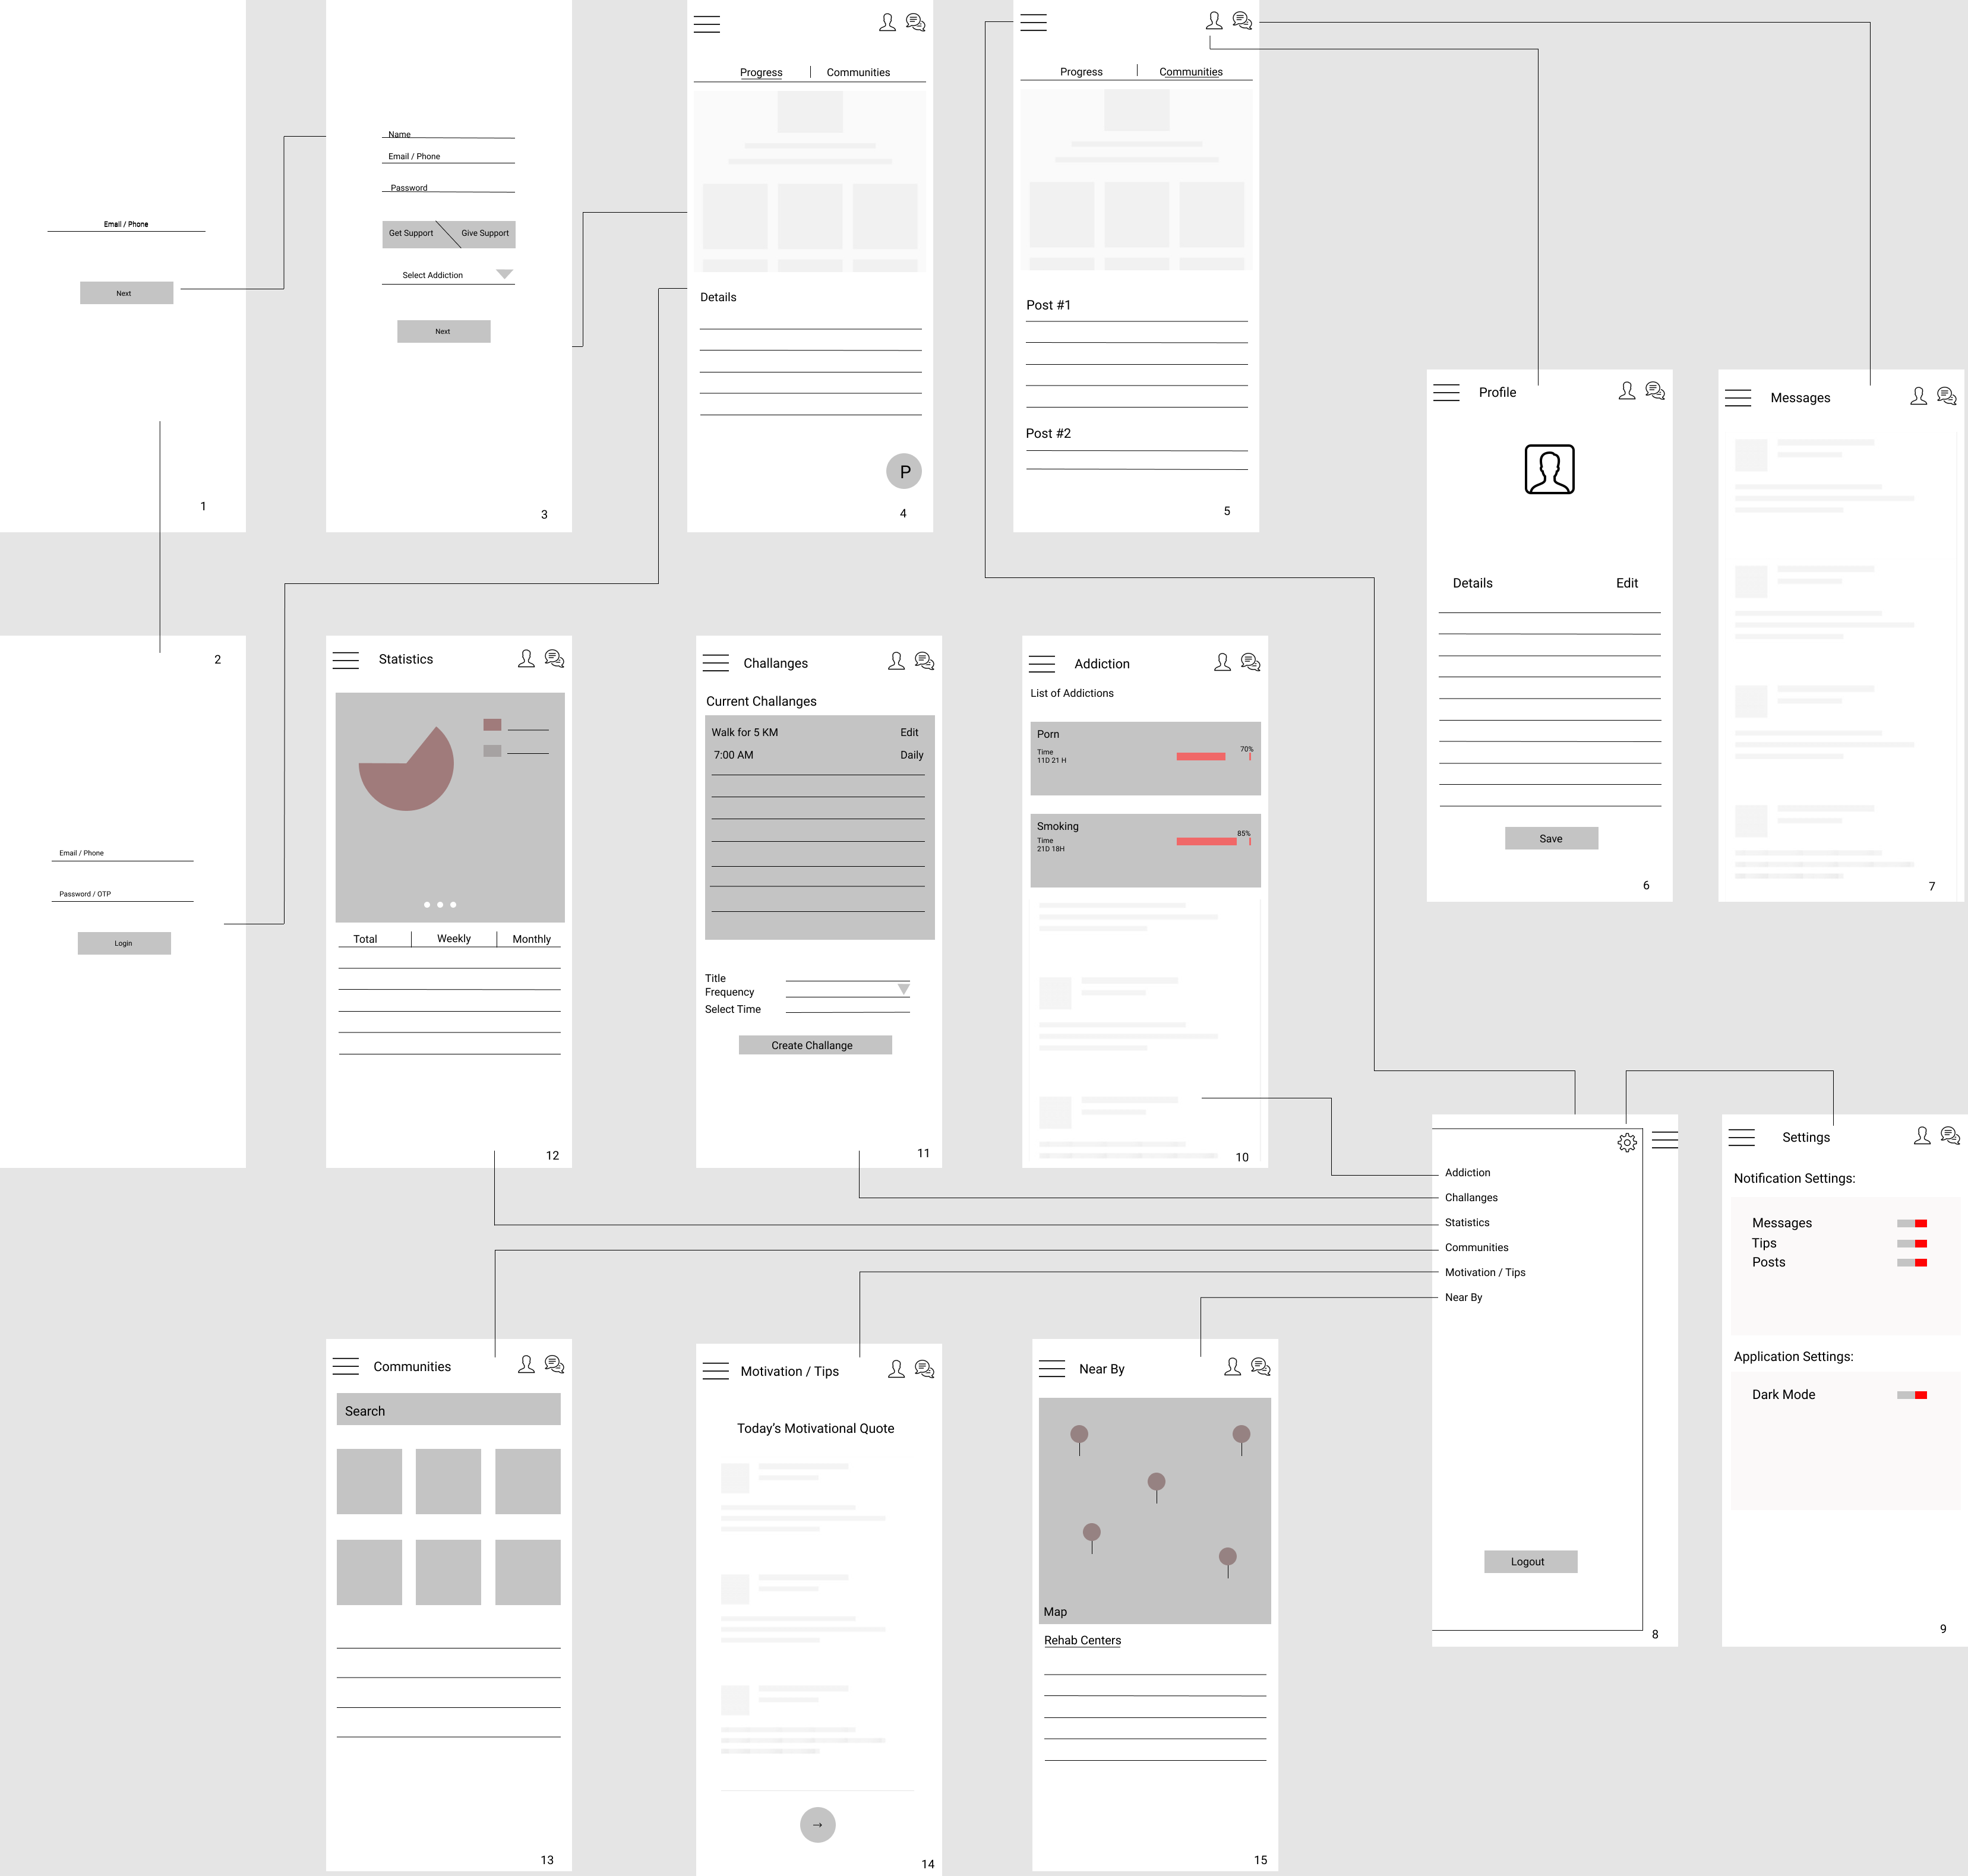 Email / Phone
Next
1
Name
Email / Phone
Password
Get Support
Give Support
Select Addiction
Next
3
Progress
Communities
Details
P
4
Progress
Communities
Post #1
Post #2
5
Profile
Details
Edit
Save
6
Messages
7
2
Email / Phone
Password / OTP
Login
Statistics
Total
Weekly
Monthly
12
Challanges
Current Challanges
Walk for 5 KM
Edit
7:00 AM
Daily
Title
Frequency
Select Time
Create Challange
11
Addiction
List of Addictions
Porn
Time
11D 21 H
70%
Smoking
Time
21D 18H
85%
10
Addiction
Challanges
Statistics
Communities
Motivation / Tips
Near By
Logout
8
Settings
Notification Settings:
Messages
Tips
Posts
Application Settings:
Dark Mode
9
Communities
Search
13
Motivation / Tips
Today’s Motivational Quote
→
14
Near By
Map
Rehab Centers
15